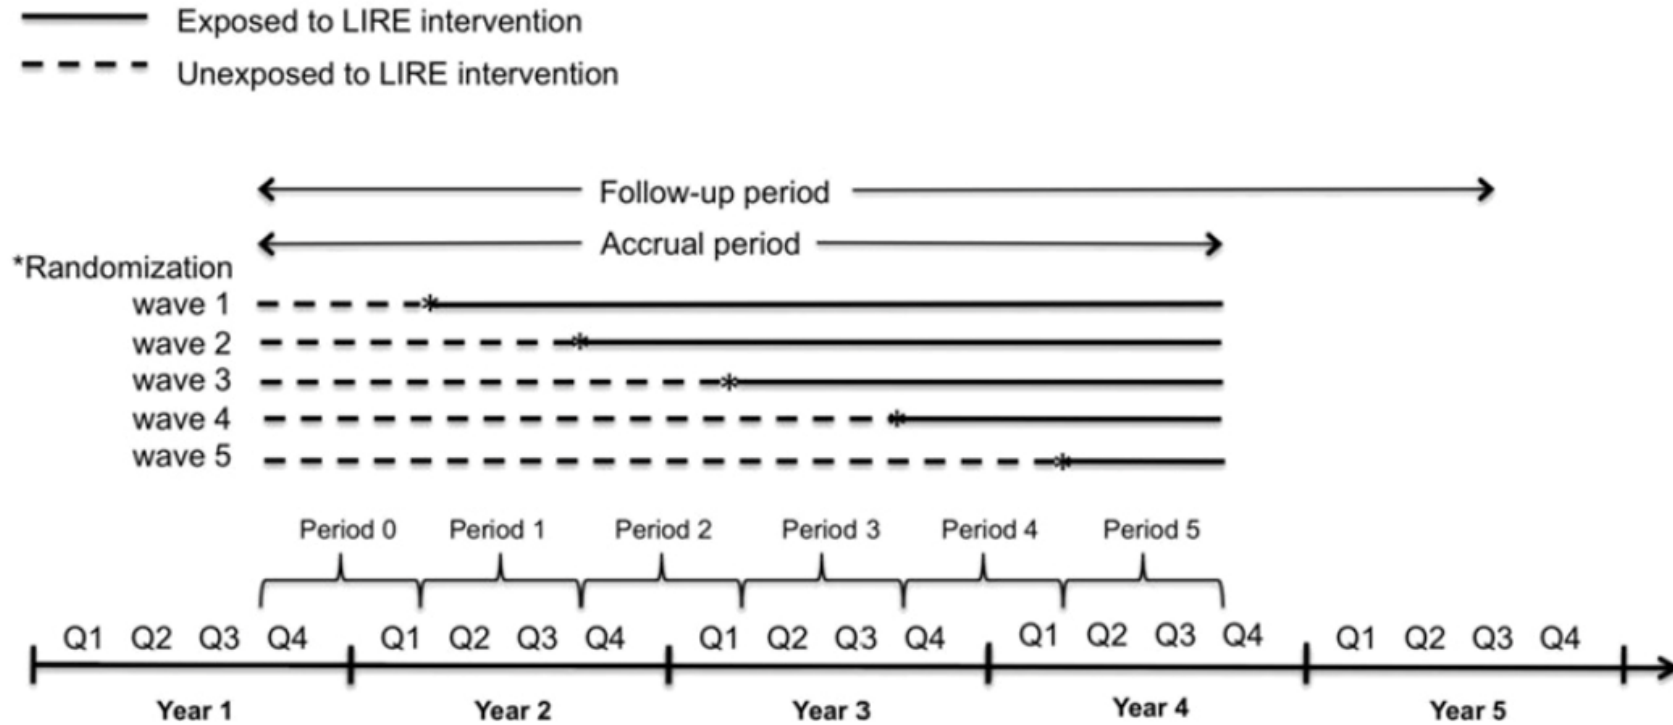 Exposed to LIRE intervention
Unexposed to LIRE intervention
Follow-up period
Accrual period
*Randomization
wave 1
wave 2
wave 3
wave 4
wave 5
Period 0 Period 1 Period 2 Period 3 Period 4 Period 5
Q1 Q2 Q3 Q4 Q1 Q2 Q3 Q4 Q1 Q2 Q3 Q4 Q1 Q2 Q3 Q4 Q1 Q2 Q3 Q4
Year 1 Year 2 Year 3 Year 4 Year 5